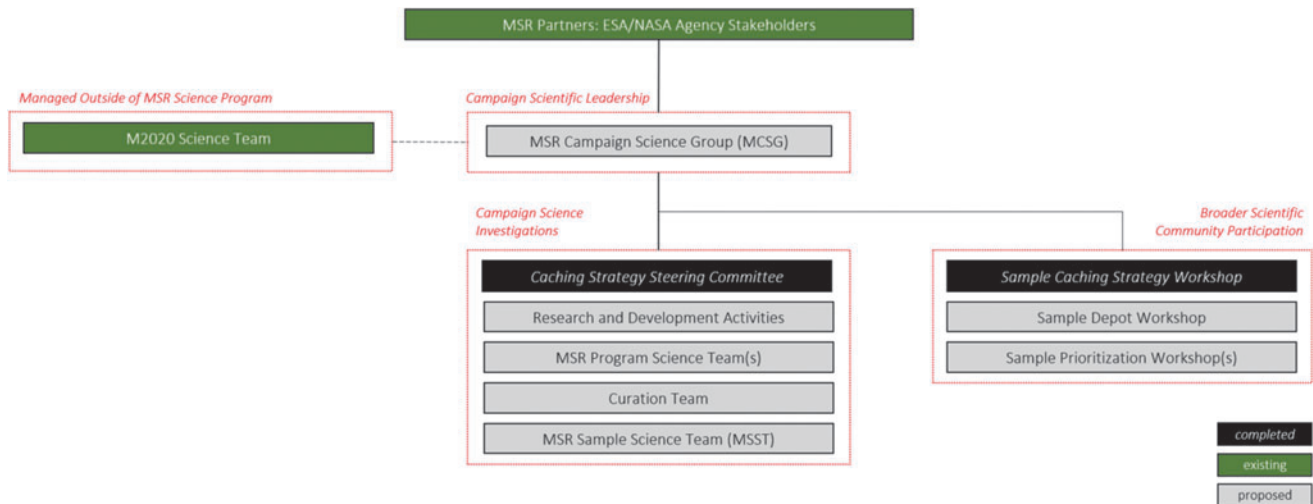 MSR Partners: ESA/NASA Agency Stakeholders
Managed Outside of MSR Science Program
Campaign Scientific Leadership
M2020 Science Team
MSR Campaign Science Group (MCSG)
Campaign Science
Investigations
Broader Scientific
Community Participation
Caching Strategy Steering Committee
Research and Development Activities
MSR Program Science Team(s)
Curation Team
MSR Sample Science Team (MSST)
Sample Caching Strategy Workshop
Sample Depot Workshop
Sample Prioritization Workshop(s)
completed
existing
proposed